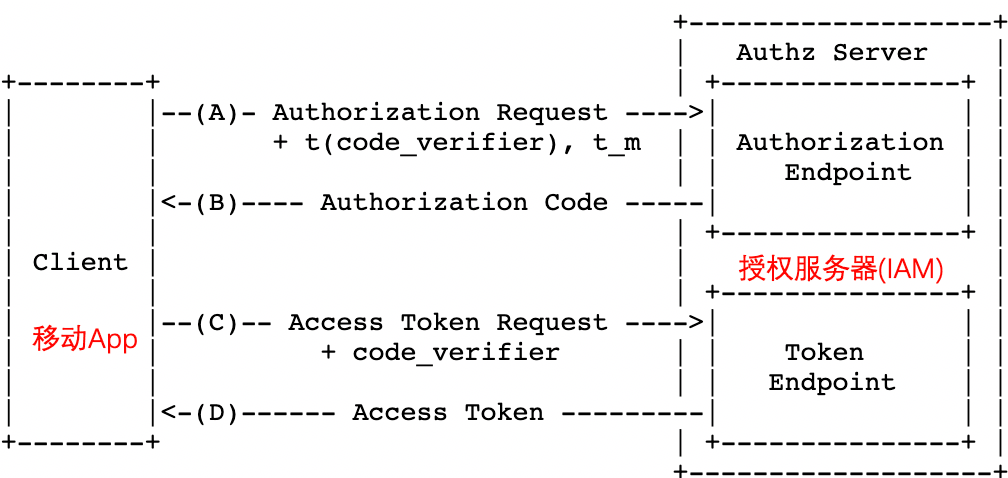 +-------------------+
|   Authz Server    |
+--------+                                | +---------------+ |
|        |--(A)- Authorization Request ---->|               | |
|        |       + t(code_verifier), t_m  | | Authorization | |
|        |                                | |    Endpoint   | |
|        |<-(B)---- Authorization Code -----|               | |
|        |                                | +---------------+ |
| Client |                                | 授权服务器(IAM) |
|        |                                | +---------------+ |
| 移动App |--(C)-- Access Token Request ---->|               | |
|        |          + code_verifier       | |    Token      | |
|        |                                | |   Endpoint    | |
|        |<-(D)------ Access Token ---------|               | |
+--------+                                | +---------------+ |
+-------------------+